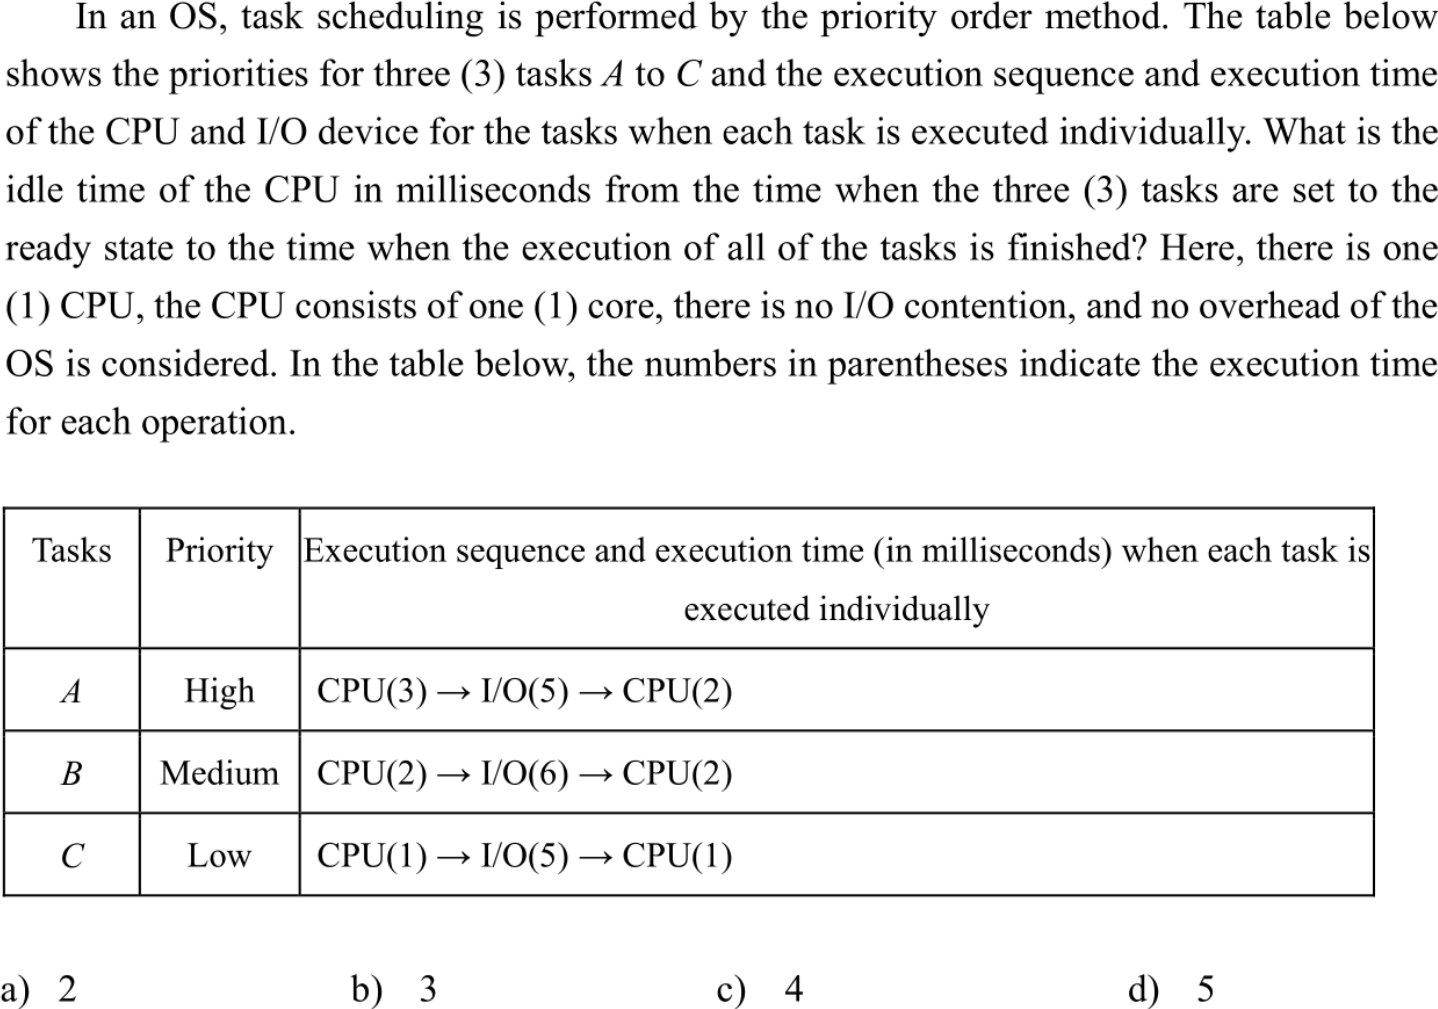 In an OS, task scheduling is performed by the priority order method. The table below
shows the priorities for three (3) tasks A to C and the execution sequence and execution time
of the CPU and I/O device for the tasks when each task is executed individually. What is the
idle time of the CPU in milliseconds from the time when the three (3) tasks are set to the
ready state to the time when the execution of all of the tasks is finished? Here, there is one
(1) CPU, the CPU consists of one (1) core, there is no I/O contention, and no overhead of the
OS is considered. In the table below, the numbers in parentheses indicate the execution time
for each operation.
Tasks Priority Execution sequence and execution time (in milliseconds) when each task is
executed individually
A High CPU(3) → I/O(5) → CPU(2)
B Medium CPU(2) → I/O(6) → CPU(2)
C Low CPU(1) → I/O(5) → CPU(1)
a) 2 b) 3 c) 4 d) 5